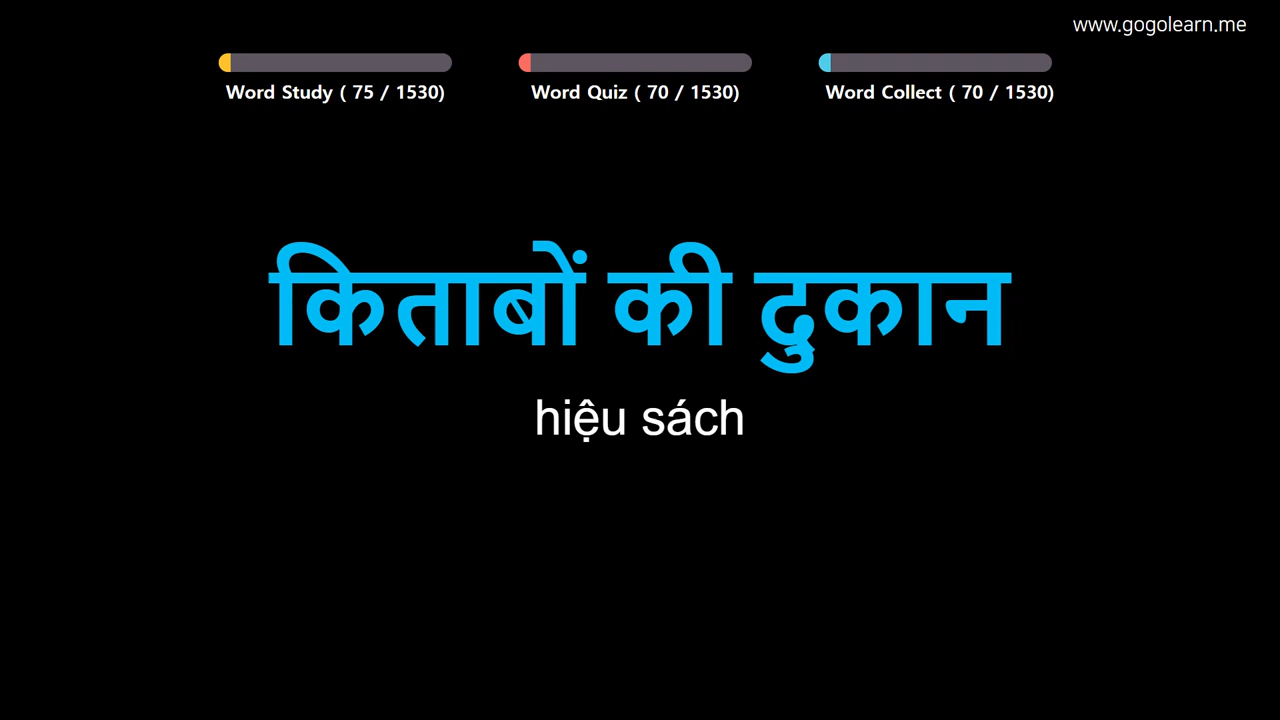 www.gogolearn.me
Word Study ( 75 / 1530) Word Quiz ( 70 / 1530) Word Collect ( 70 / 1530)
किताबों की दुकान
hiệu sách